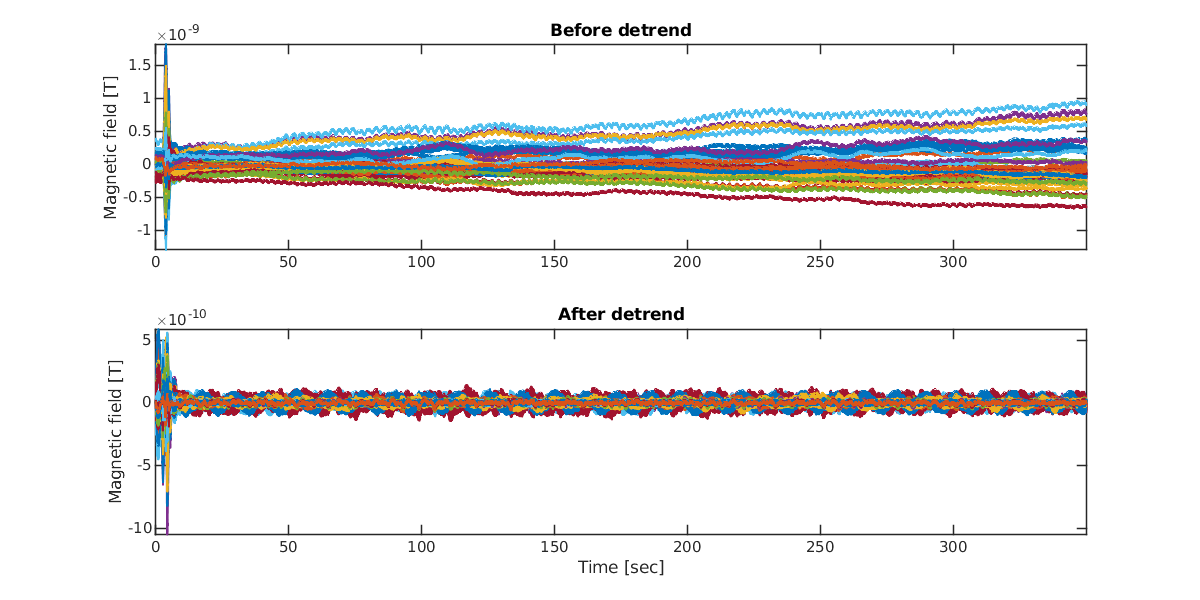 Before detrend
×10^-9
Magnetic field [T]
1.5
1
0.5
0
-0.5
-1
0 50 100 150 200 250 300
After detrend
×10^-10
Magnetic field [T]
5
0
-5
-10
0 50 100 150 200 250 300
Time [sec]